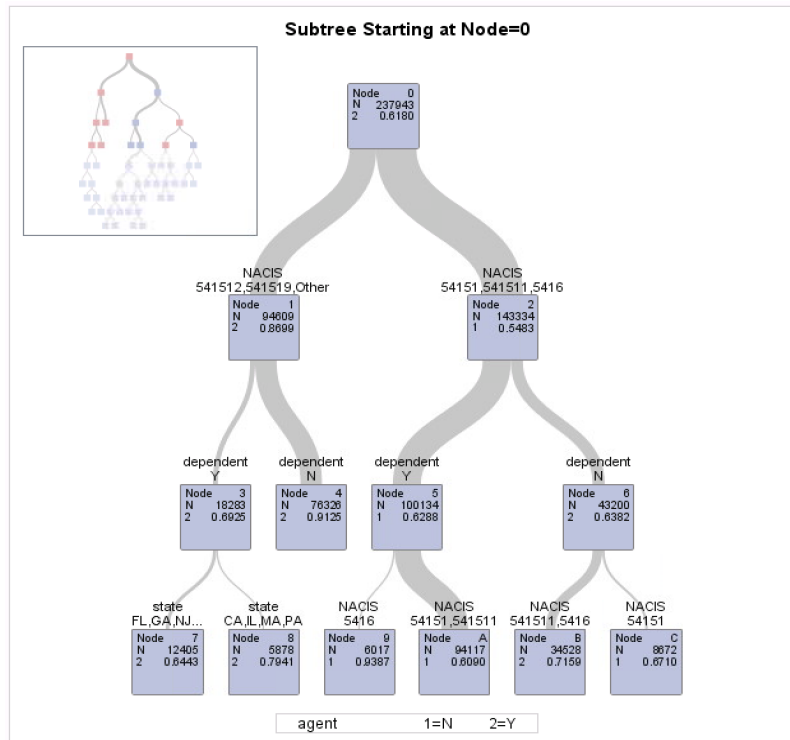 Subtree Starting at Node=0
Node 0
N 237943
2 0.6180
NACIS
541512,541519,Other
Node 1
N 94609
2 0.8699
NACIS
54151,541511,5416
Node 2
N 143334
1 0.5483
dependent
Y
Node 3
N 18283
2 0.6925
dependent
N
Node 4
N 76326
2 0.9125
dependent
Y
Node 5
N 100134
1 0.6288
dependent
N
Node 6
N 43200
2 0.6382
state
FL,GA,NJ...
Node 7
N 12405
2 0.6443
state
CA,IL,MA,PA
Node 8
N 5878
2 0.7941
NACIS
5416
Node 9
N 6017
1 0.9387
NACIS
54151,541511
Node A
N 94117
1 0.6090
NACIS
541511,5416
Node B
N 34528
2 0.7159
NACIS
54151
Node C
N 8672
1 0.6710
agent 1=N 2=Y